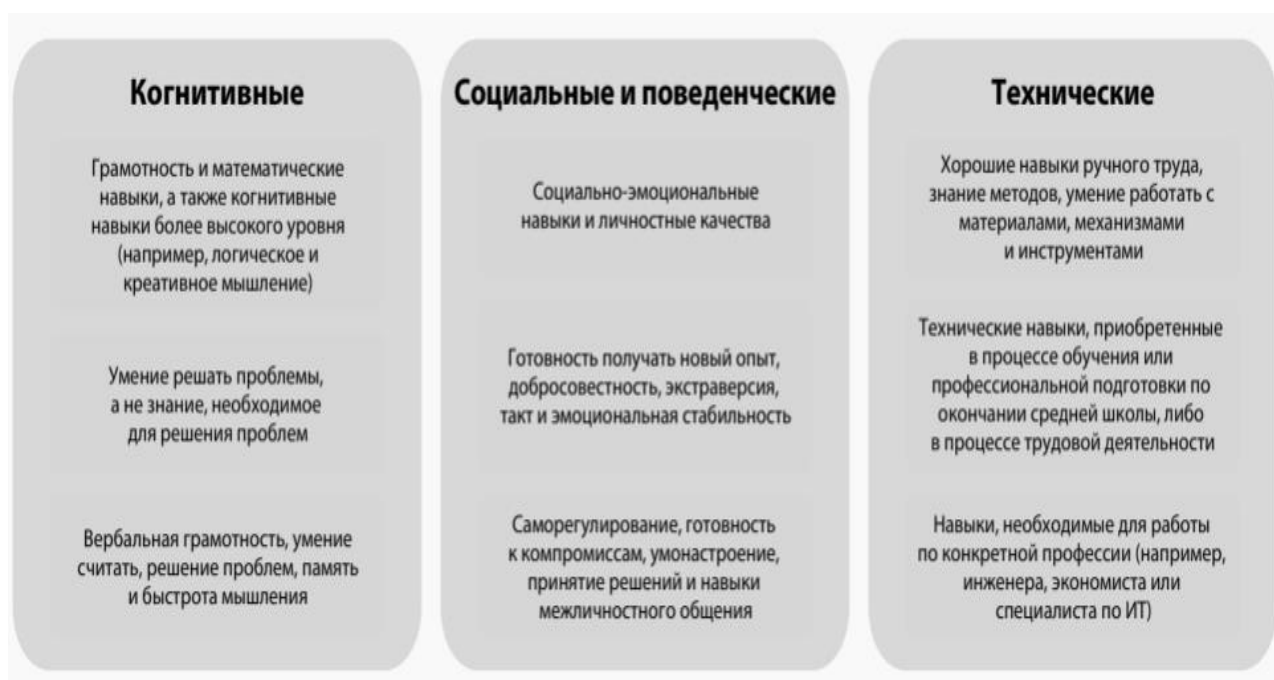 Когнитивные
Грамотность и математические
навыки, а также когнитивные
навыки более высокого уровня
(например, логическое и
креативное мышление)
Умение решать проблемы,
а не знание, необходимое
для решения проблем
Вербальная грамотность, умение
считать, решение проблем, память
и быстрота мышления
Социальные и поведенческие
Социально-эмоциональные
навыки и личностные качества
Готовность получать новый опыт,
добросовестность, экстраверсия,
такт и эмоциональная стабильность
Саморегулирование, готовность
к компромиссам, умонастроение,
принятие решений и навыки
межличностного общения
Технические
Хорошие навыки ручного труда,
знание методов, умение работать с
материалами, механизмами
и инструментами
Технические навыки, приобретенные
в процессе обучения или
профессиональной подготовки по
окончании средней школы, либо
в процессе трудовой деятельности
Навыки, необходимые для работы
по конкретной профессии (например,
инженера, экономиста или
специалиста по ИТ)